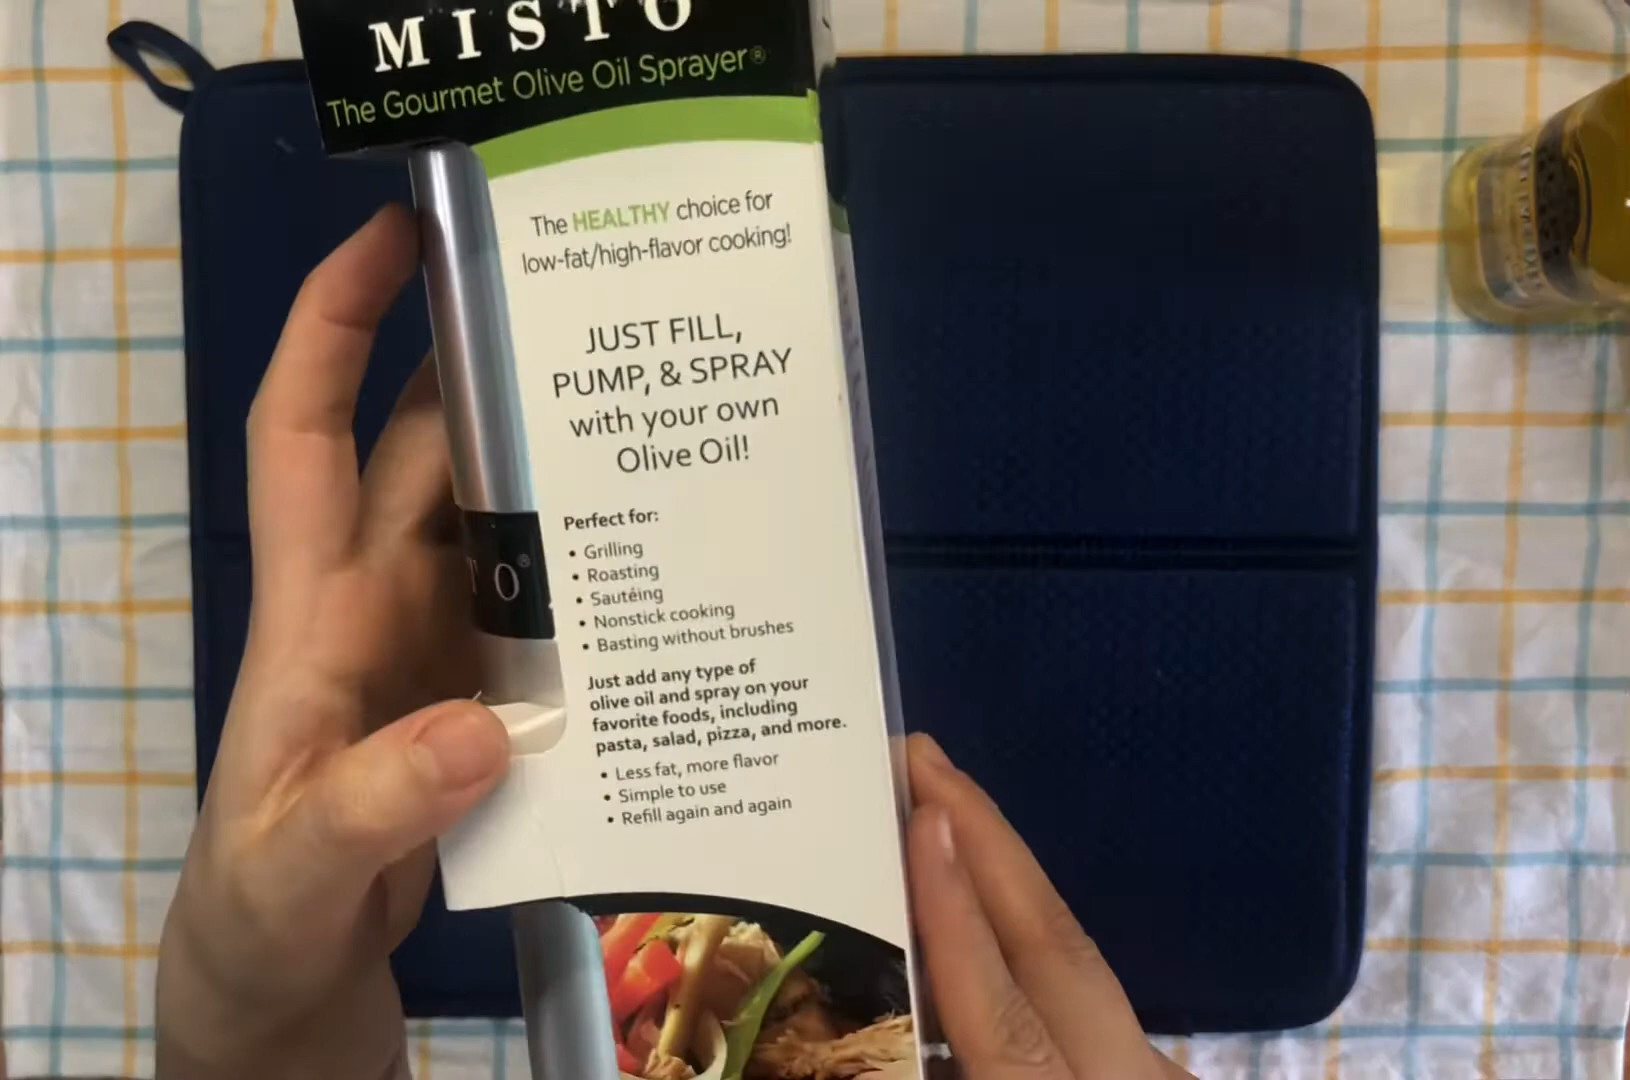 MISTO
The Gourmet Olive Oil Sprayer®
The HEALTHY choice for
low-fat/high-flavor cooking!
JUST FILL,
PUMP, & SPRAY
with your own
Olive Oil!
Perfect for:
• Grilling
• Roasting
• Sautéing
• Nonstick cooking
• Basting without brushes
Just add any type of
olive oil and spray on your
favorite foods, including
pasta, salad, pizza, and more.
• Less fat, more flavor
• Simple to use
• Refill again and again
TO®